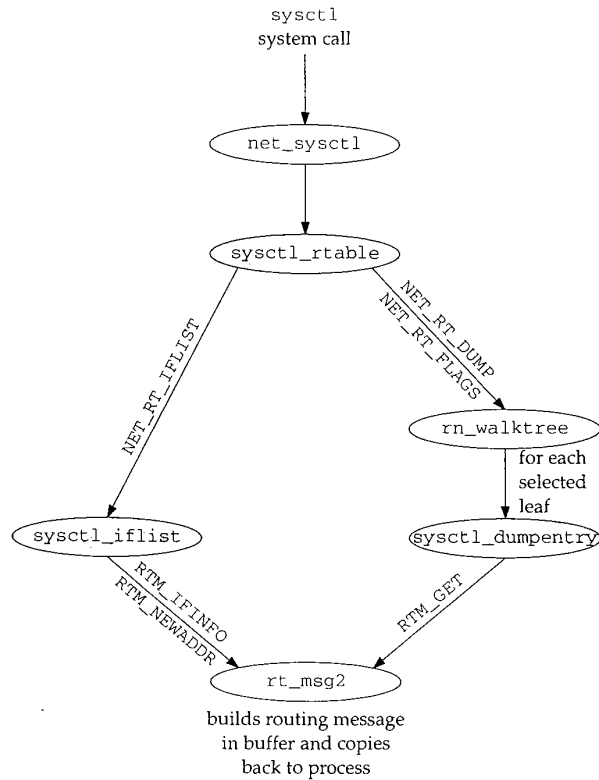 sysctl
system call
net_sysctl
sysctl_rtable
NET_RT_IFLIST
NET_RT_DUMP
NET_RT_FLAGS
rn_walktree
for each
selected
leaf
sysctl_iflist
sysctl_dumpentry
RTM_IFINFO
RTM_NEWADDR
RTM_GET
rt_msg2
builds routing message
in buffer and copies
back to process